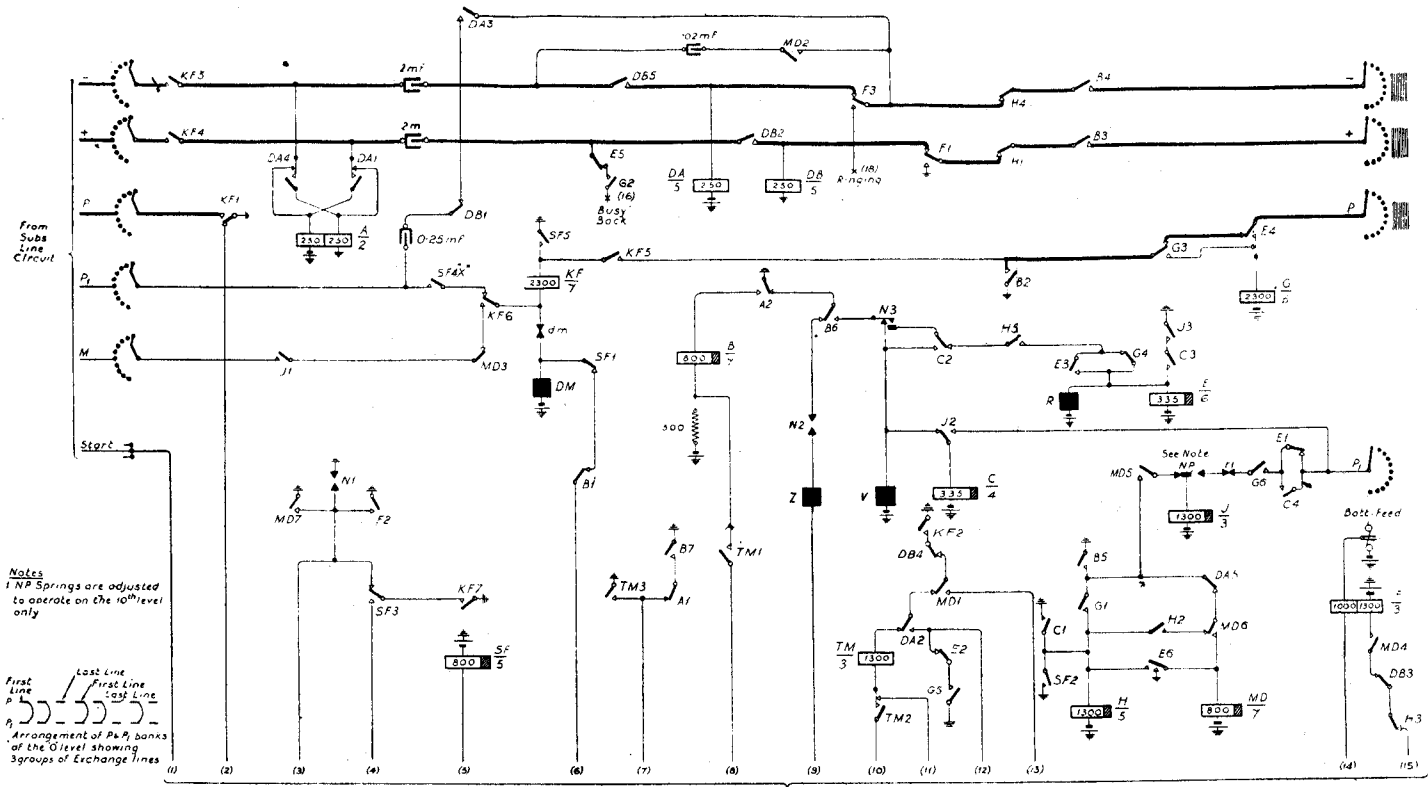 DA3
.02mf
MD2
- KF3 2mf DB5 F3 H4 B4 -
+ KF4 2m DB2 F1 H1 B3 +
DA4 DA1
E5
G2
(16)
Busy
Back
DA
5
250
DB
5
250
(18)
Ringing
P KF1
250 250
A
2
0.25mf
DB1
SF5
KF5
G3
E4
P
From
Subs
Line
Circuit
P1
SF4"X"
KF6
2300
KF
7
A2
B6
N3
B2
2300
G
6
M
J1
MD3
dm
DM
SF1
800
B
7
C2
H5
E3
G4
J3
C3
R
335
E
6
500
N2
J2
Start
N1
MD7
F2
B1
Z
V
335
C
4
MD5
See Note
NP
r1
G6
E1
C4
P1
1300
J
3
Batt-Feed
KF2
DB4
MD1
B5
DA5
Notes
1 NP Springs are adjusted
to operate on the 10th level
only
SF3
KF7
TM3
B7
A1
TM1
C1
G1
H2
MD6
1000 1300
F
3
MD4
DB3
H3
800
SF
5
TM
3
1300
DA2
E2
G5
SF2
E6
TM2
1300
H
5
800
MD
7
First
Line
Last Line
First Line
Last Line
P
P1
Arrangement of P & P1 banks
of the 'O' level showing
3 groups of Exchange lines
(1) (2) (3) (4) (5) (6) (7) (8) (9) (10) (11) (12) (13) (14) (15)